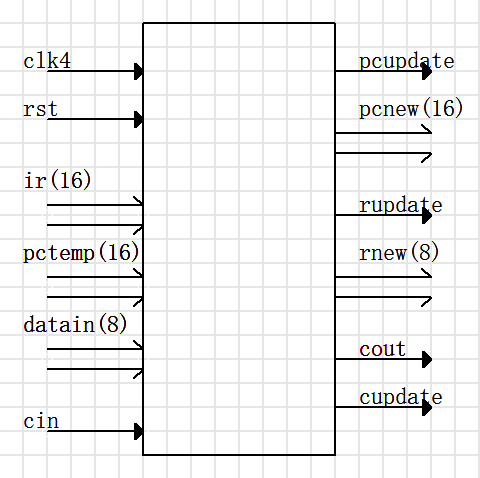 clk4
pcupdate
rst
pcnew(16)
ir(16)
rupdate
pctemp(16)
rnew(8)
datain(8)
cout
cupdate
cin